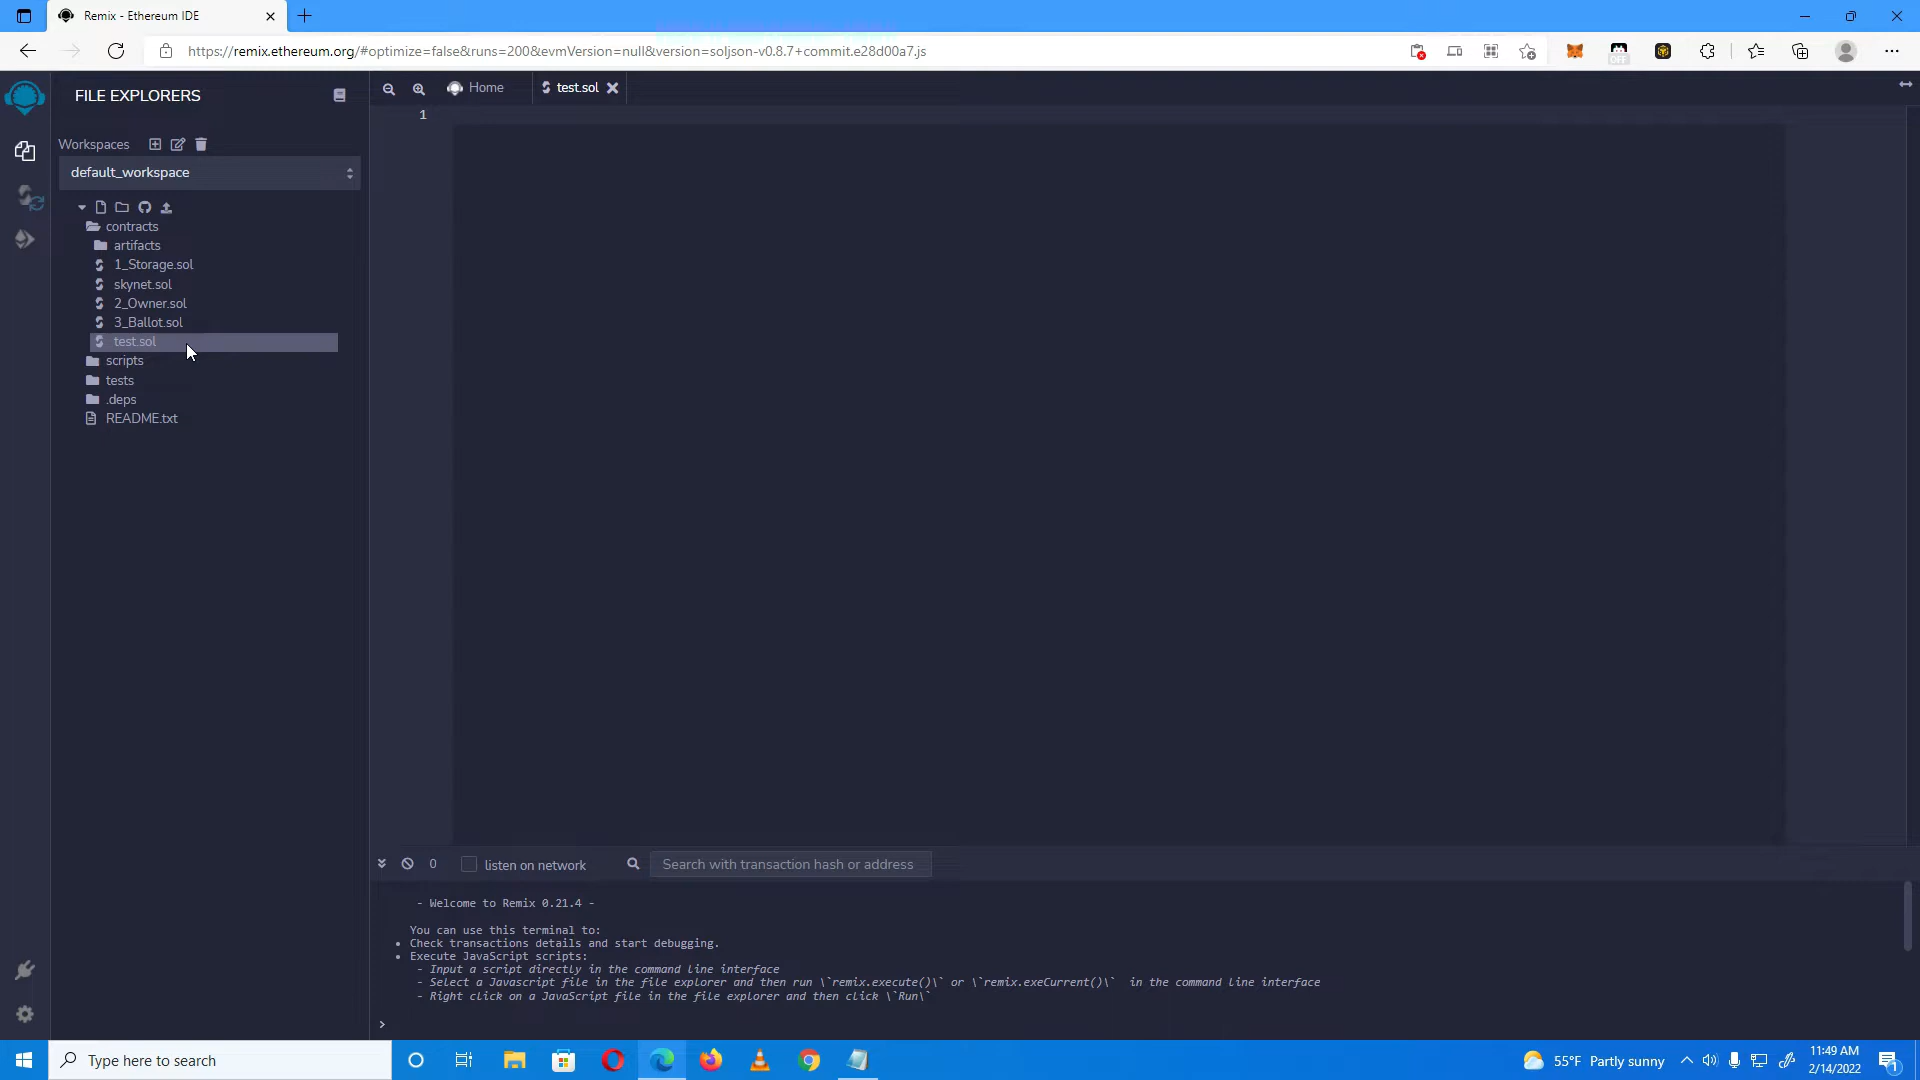 Remix - Ethereum IDE
https://remix.ethereum.org/#optimize=false&runs=200&evmVersion=null&version=soljson-v0.8.7+commit.e28d00a7.js
OFF
FILE EXPLORERS
Home
test.sol
Workspaces
default_workspace
contracts
artifacts
1_Storage.sol
skynet.sol
2_Owner.sol
3_Ballot.sol
test.sol
scripts
tests
.deps
README.txt
1
0
listen on network
Search with transaction hash or address
- Welcome to Remix 0.21.4 -
You can use this terminal to:
• Check transactions details and start debugging.
• Execute JavaScript scripts:
- Input a script directly in the command line interface
- Select a Javascript file in the file explorer and then run \`remix.execute()\` or \`remix.exeCurrent()\` in the command line interface
- Right click on a JavaScript file in the file explorer and then click \`Run\`
>
Type here to search
55°F Partly sunny
11:49 AM
2/14/2022
1